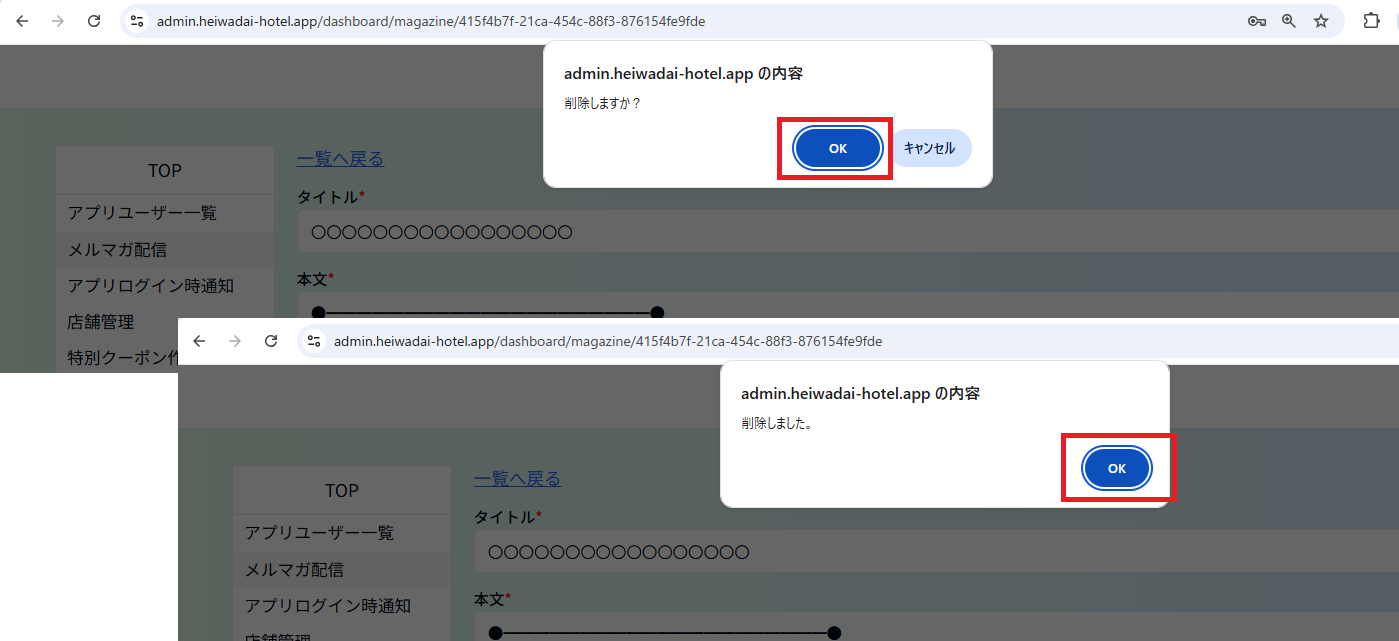 admin.heiwadai-hotel.app/dashboard/magazine/415f4b7f-21ca-454c-88f3-876154fe9fde
admin.heiwadai-hotel.app の内容
削除しますか？
OK
キャンセル
TOP
アプリユーザー一覧
メルマガ配信
アプリログイン時通知
店舗管理
特別クーポン作
一覧へ戻る
タイトル*
〇〇〇〇〇〇〇〇〇〇〇〇〇〇〇〇〇
本文*
●―――――――――――――――――――――●
admin.heiwadai-hotel.app/dashboard/magazine/415f4b7f-21ca-454c-88f3-876154fe9fde
admin.heiwadai-hotel.app の内容
削除しました。
OK
TOP
アプリユーザー一覧
メルマガ配信
アプリログイン時通知
店舗管理
一覧へ戻る
タイトル*
〇〇〇〇〇〇〇〇〇〇〇〇〇〇〇〇〇
本文*
●―――――――――――――――――――――●